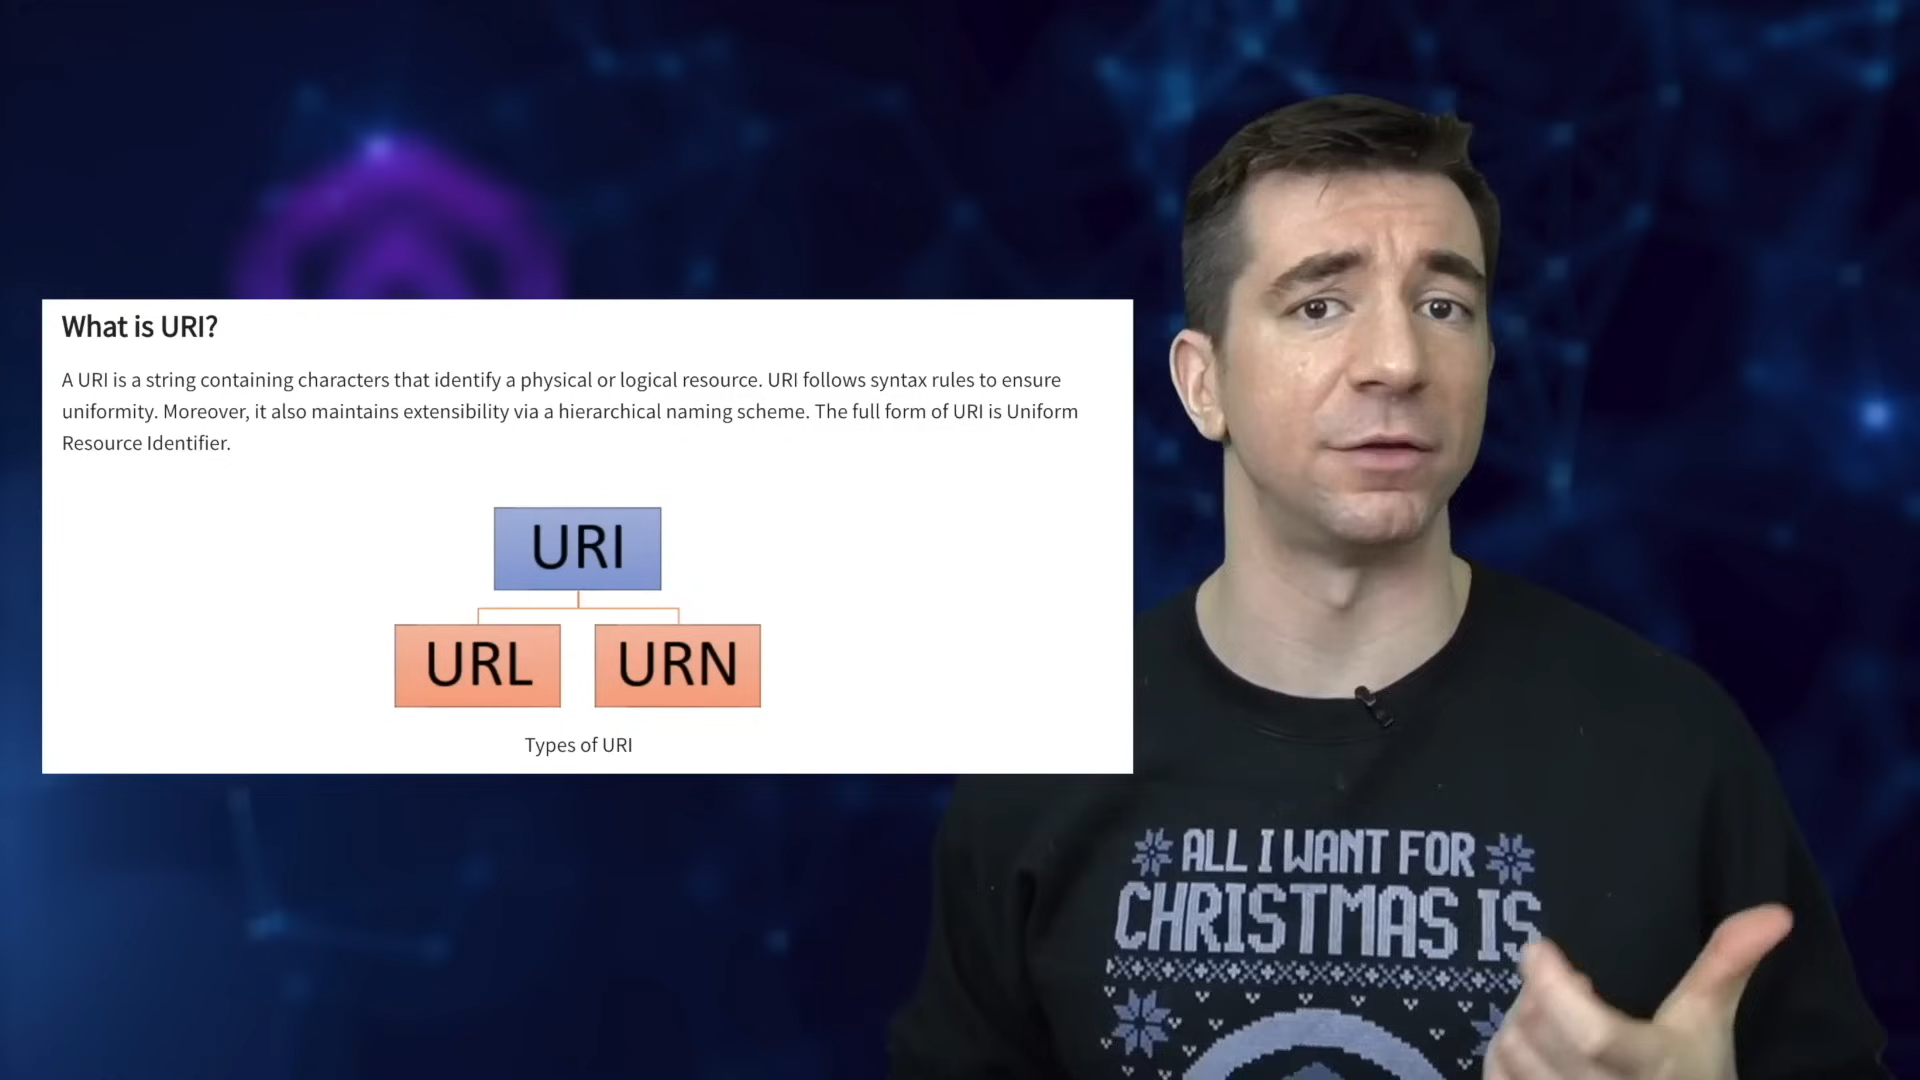 What is URI?
A URI is a string containing characters that identify a physical or logical resource. URI follows syntax rules to ensure
uniformity. Moreover, it also maintains extensibility via a hierarchical naming scheme. The full form of URI is Uniform
Resource Identifier.
URI
URL URN
Types of URI
ALL I WANT FOR
CHRISTMAS IS